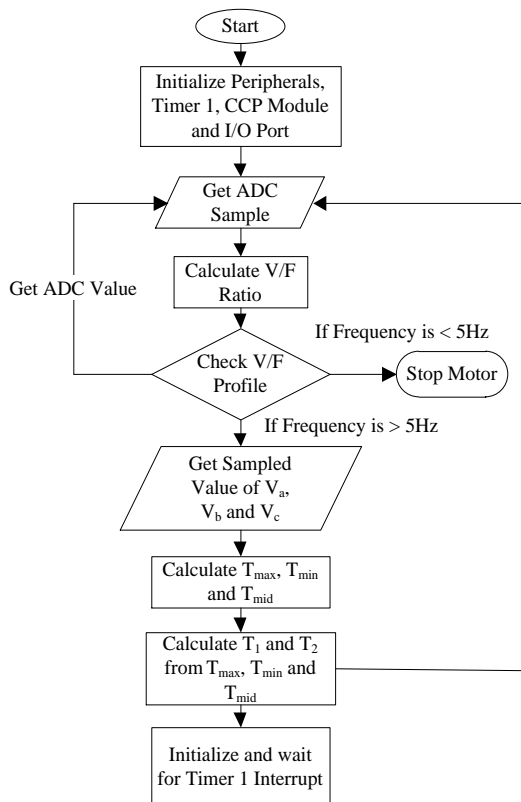 Start
Initialize Peripherals,
Timer 1, CCP Module
and I/O Port
Get ADC
Sample
Calculate V/F
Ratio
Get ADC Value
If Frequency is < 5Hz
Check V/F
Profile
Stop Motor
If Frequency is > 5Hz
Get Sampled
Value of Va,
Vb and Vc
Calculate Tmax, Tmin
and Tmid
Calculate T1 and T2
from Tmax, Tmin and
Tmid
Initialize and wait
for Timer 1 Interrupt